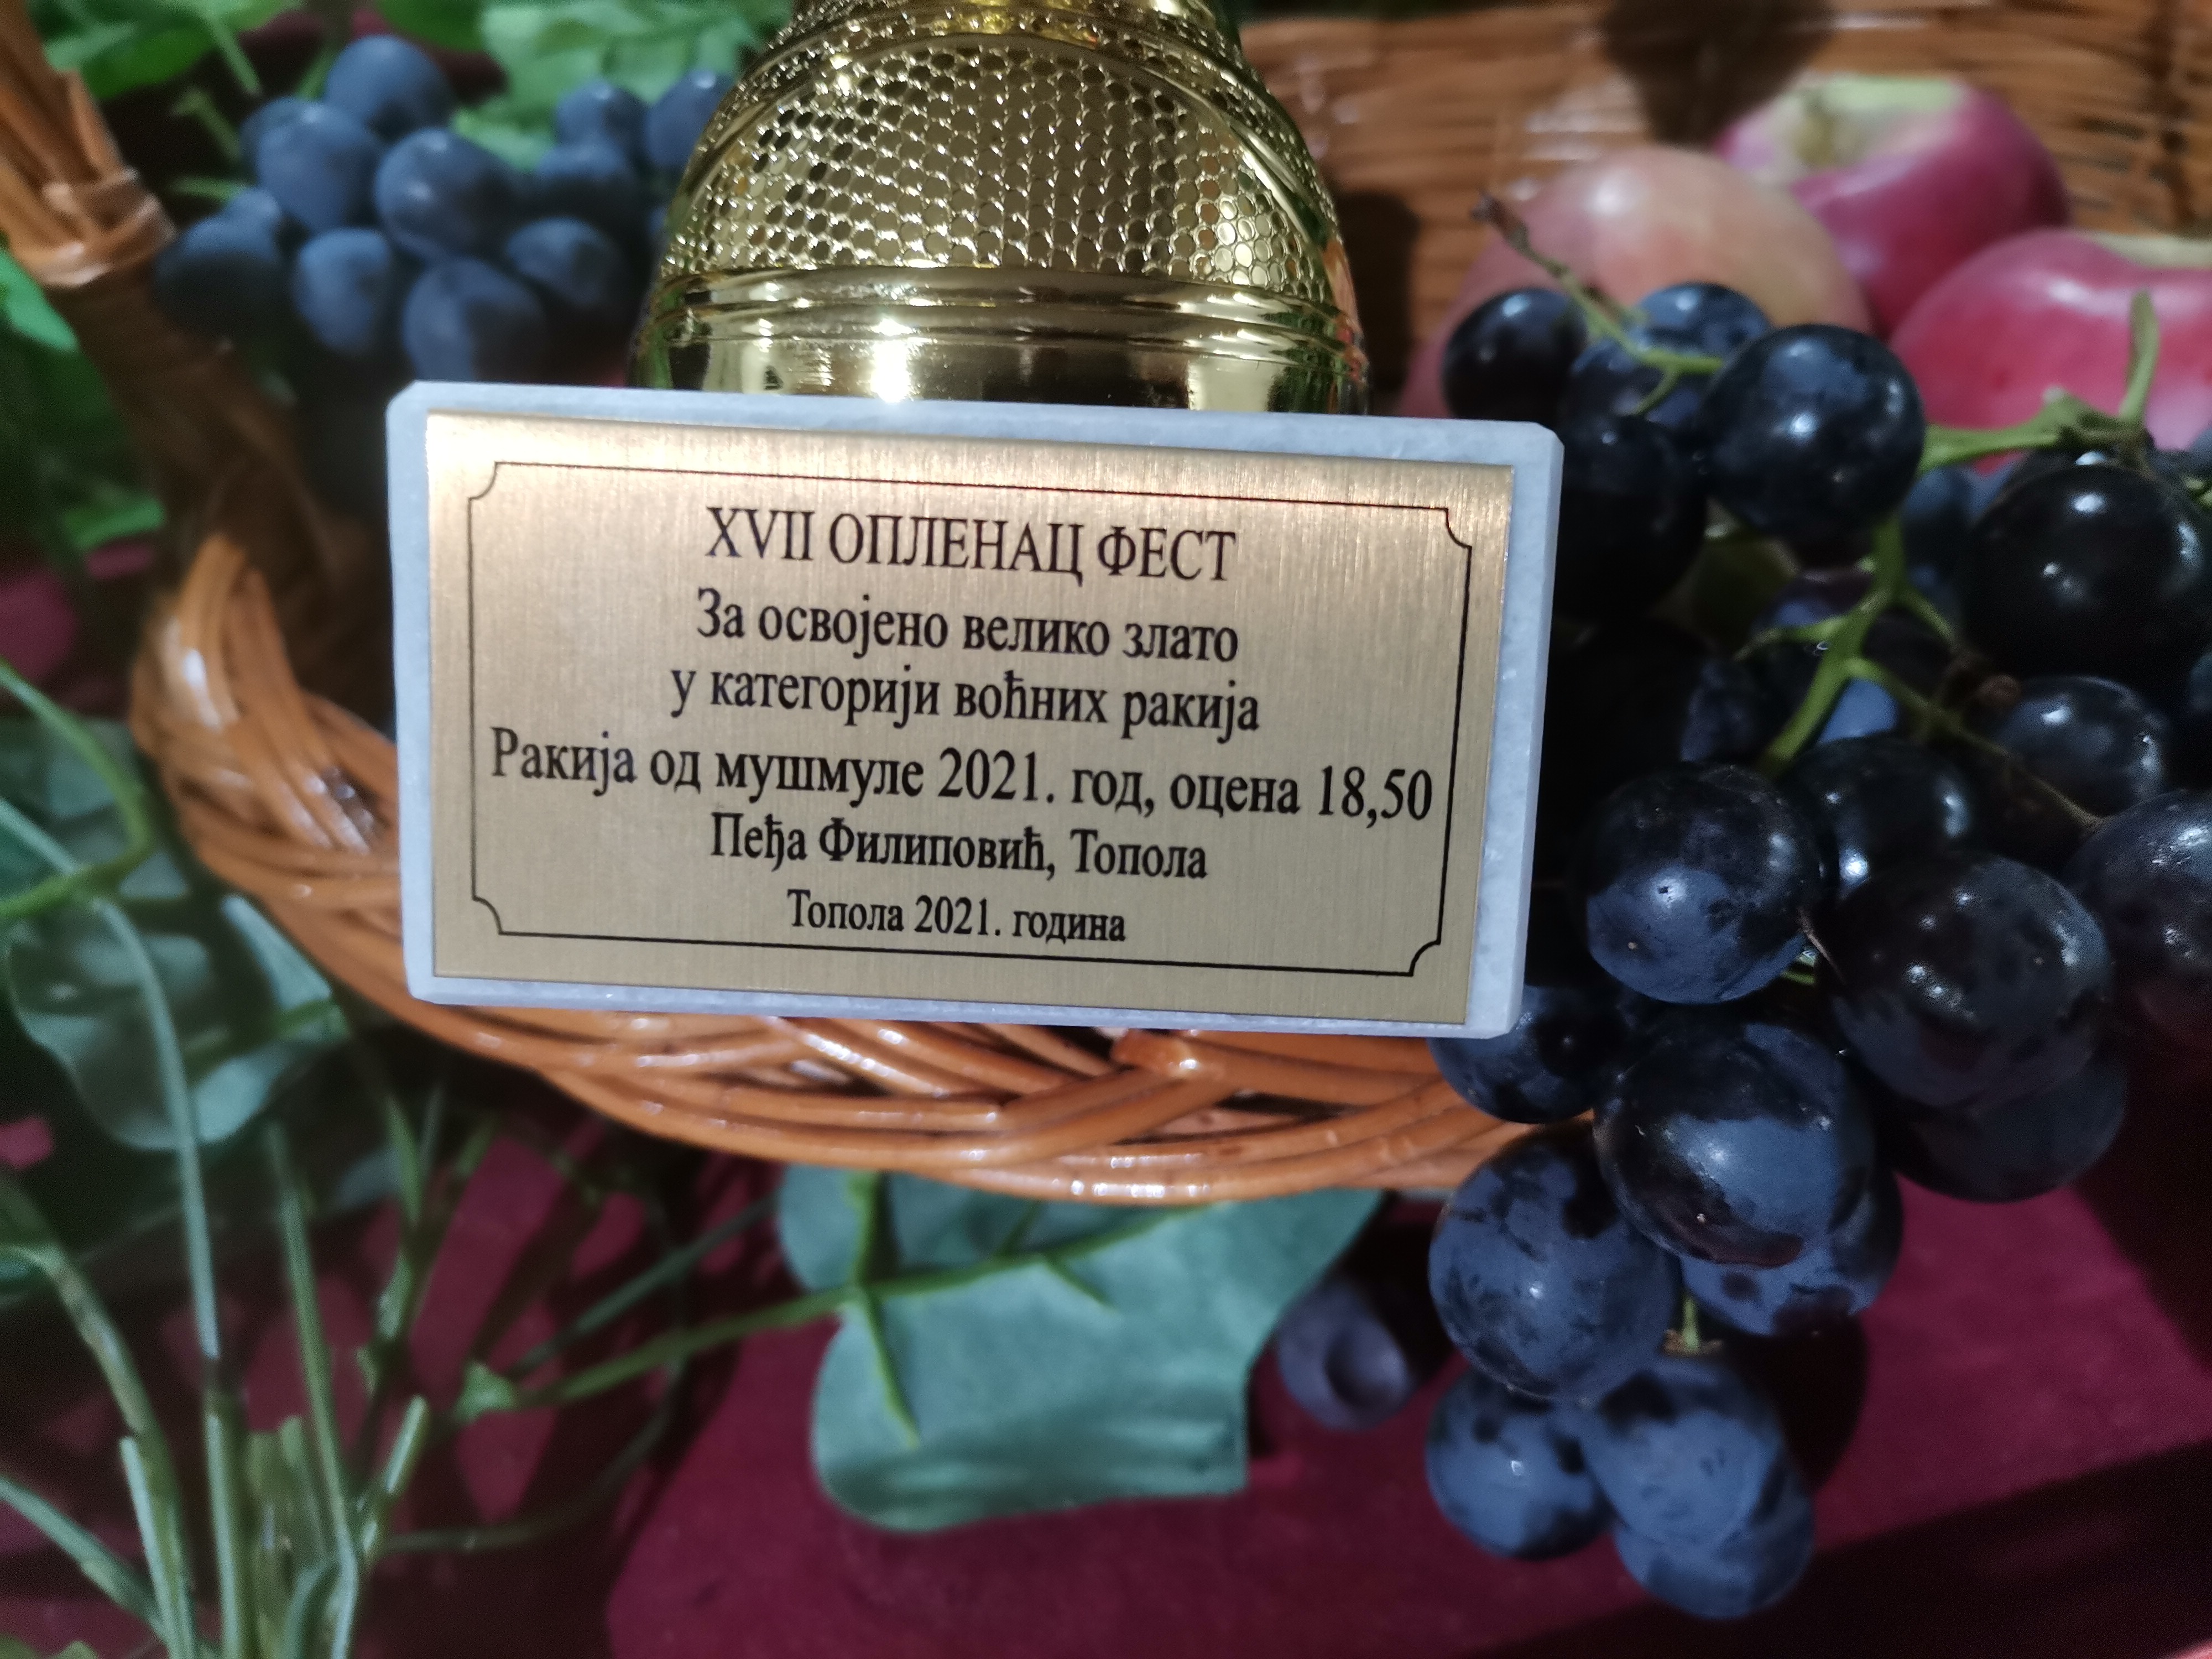 XVII ОПЛЕНАЦ ФЕСТ
За освојено велико злато
у категорији воћних ракија
Ракија од мушмуле 2021. год, оцена 18,50
Пеђа Филиповић, Топола
Топола 2021. година